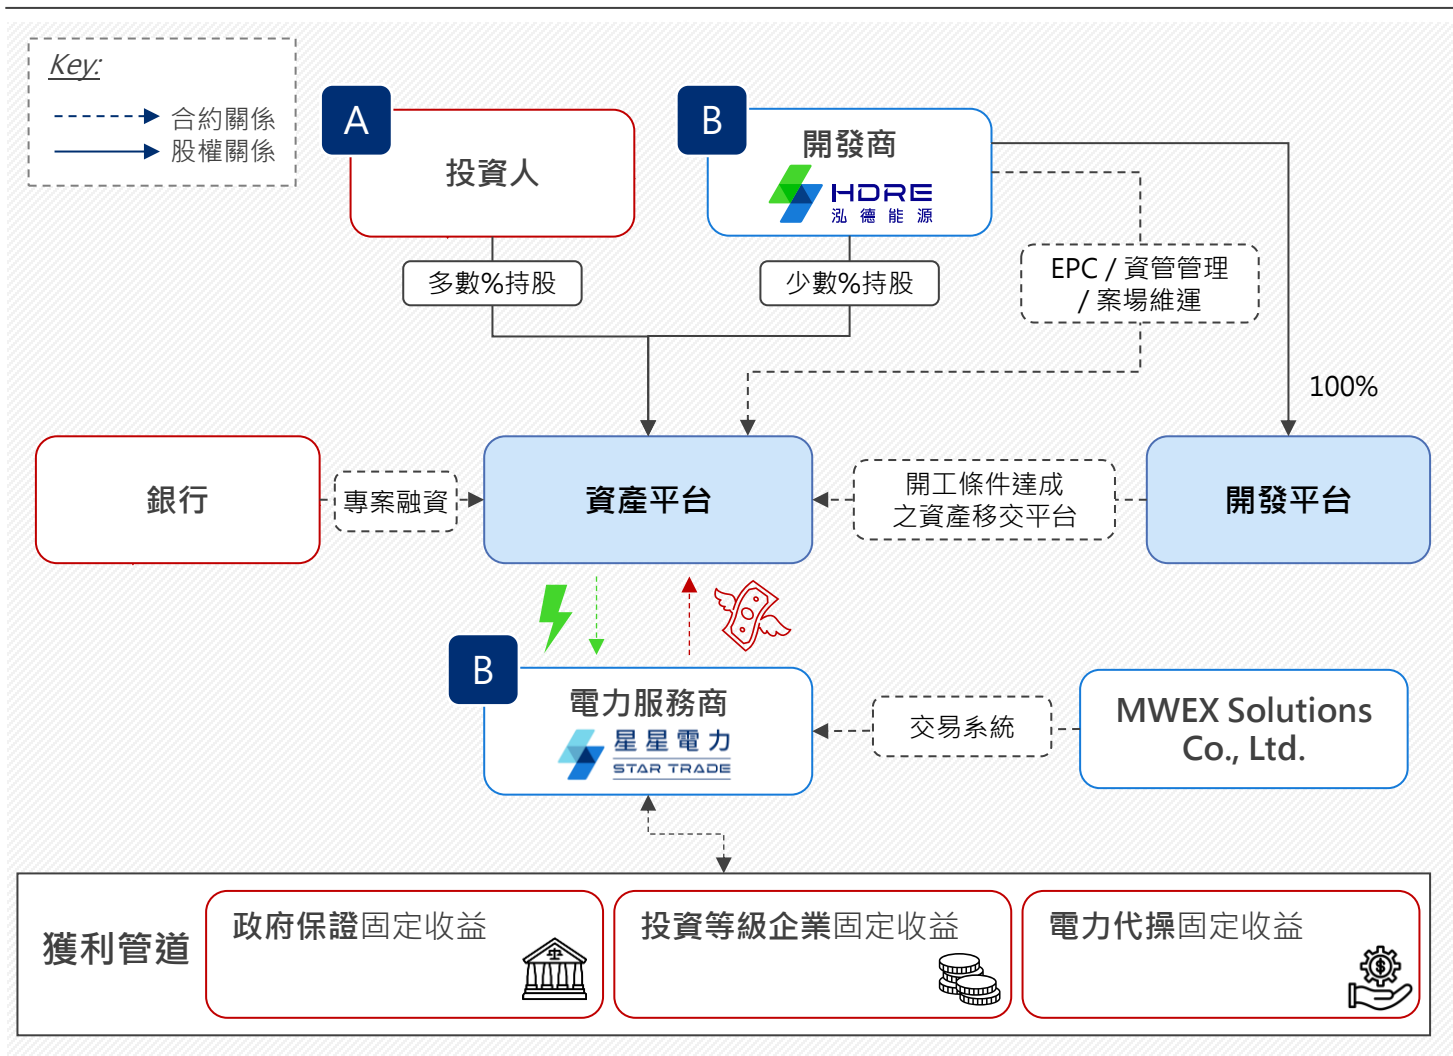 Key:
合約關係
股權關係
A
投資人
B
開發商
HDRE
泓德能源
多數%持股
少數%持股
EPC / 資管管理
/ 案場維運
100%
銀行
專案融資
資產平台
開工條件達成
之資產移交平台
開發平台
B
電力服務商
星星電力
STAR TRADE
交易系統
MWEX Solutions
Co., Ltd.
獲利管道
政府保證固定收益
投資等級企業固定收益
電力代操固定收益